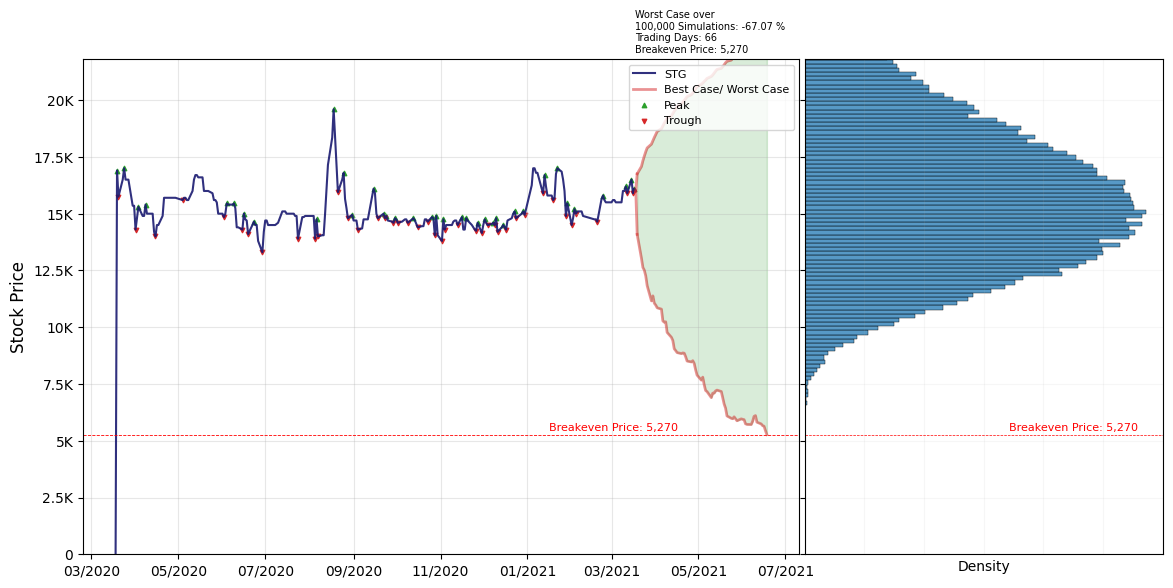 Worst Case over
100,000 Simulations: -67.07 %
Trading Days: 66
Breakeven Price: 5,270
STG
Best Case/ Worst Case
Peak
Trough
Stock Price
20K
17.5K
15K
12.5K
10K
7.5K
5K
2.5K
0
Breakeven Price: 5,270
Breakeven Price: 5,270
03/2020
05/2020
07/2020
09/2020
11/2020
01/2021
03/2021
05/2021
07/2021
Density